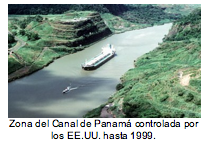 Zona del Canal de Panamá controlada por
los EE.UU. hasta 1999.